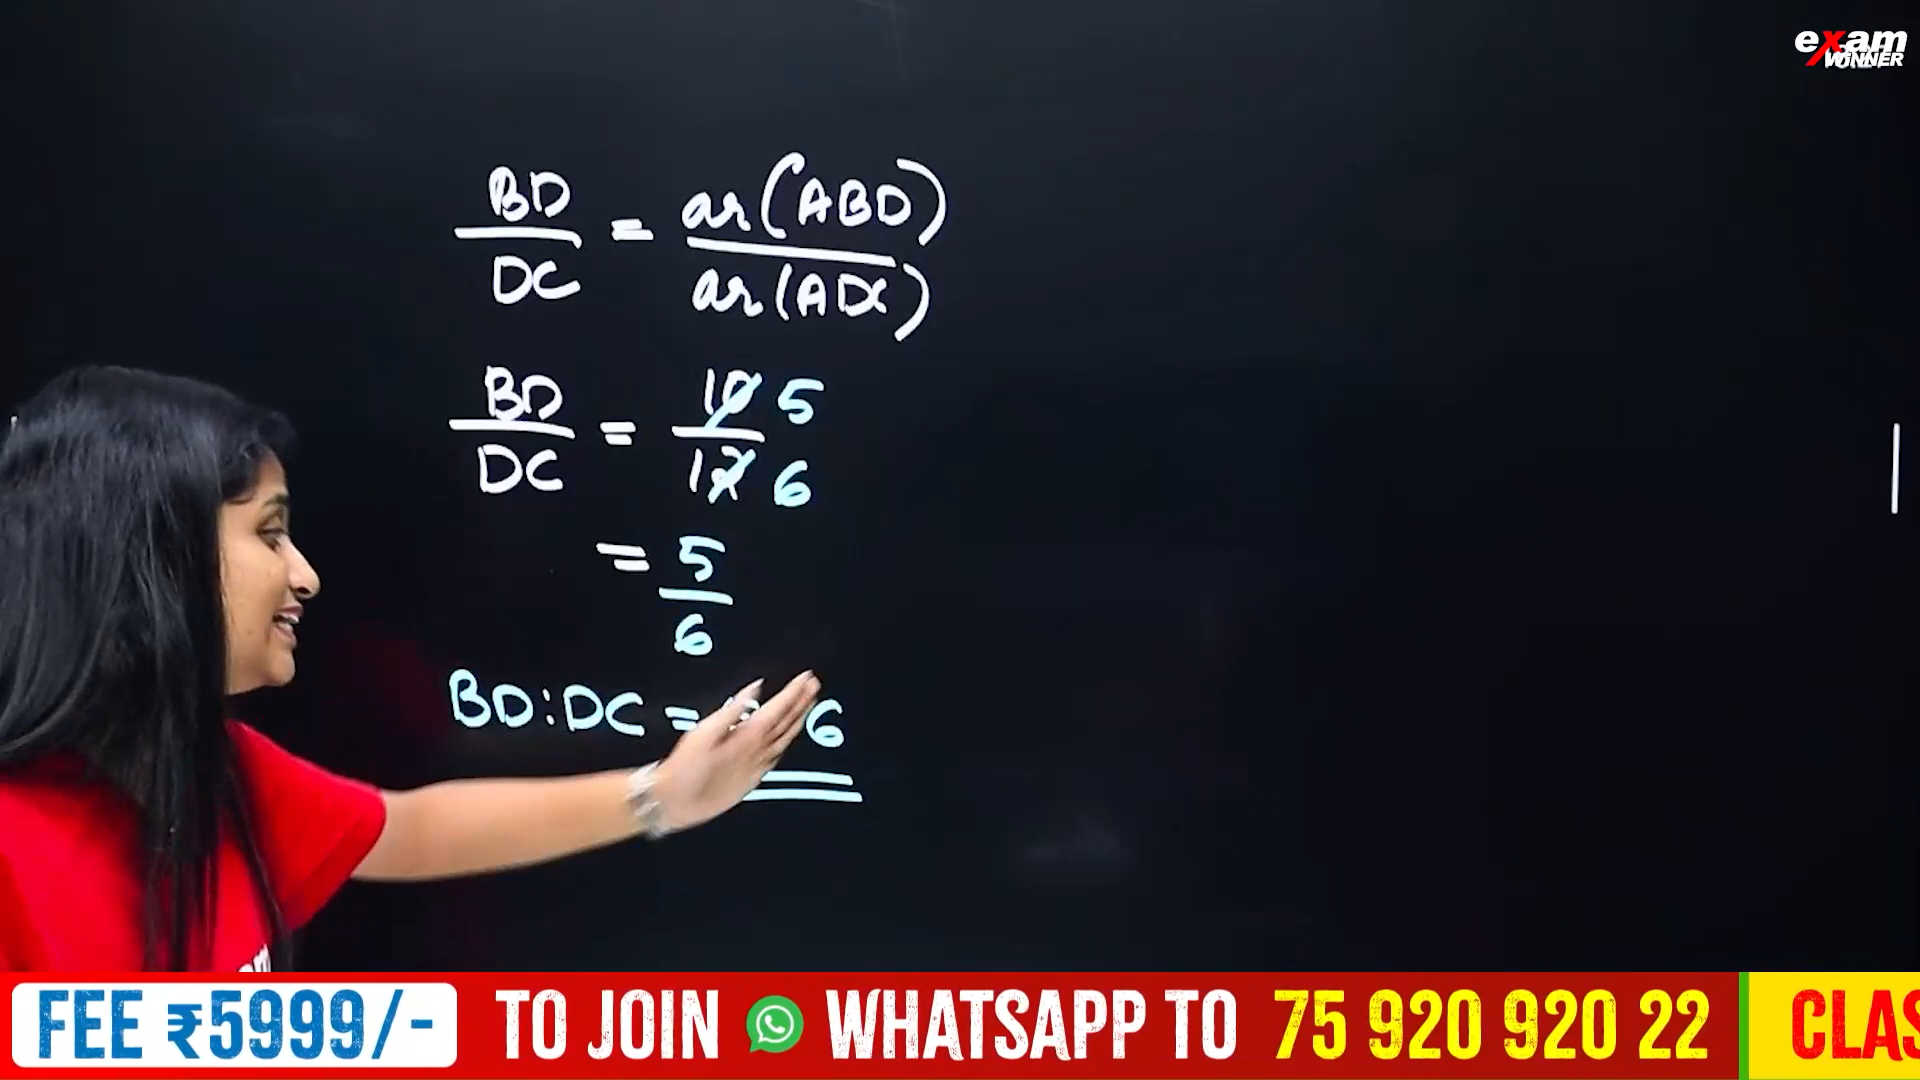 exam
WINNER
BD/DC = ar(ABD)/ar(ADC)
BD/DC = 10/12 5/6
= 5/6
BD:DC = 6
FEE ₹5999/- TO JOIN WHATSAPP TO 75 920 920 22 CLAS